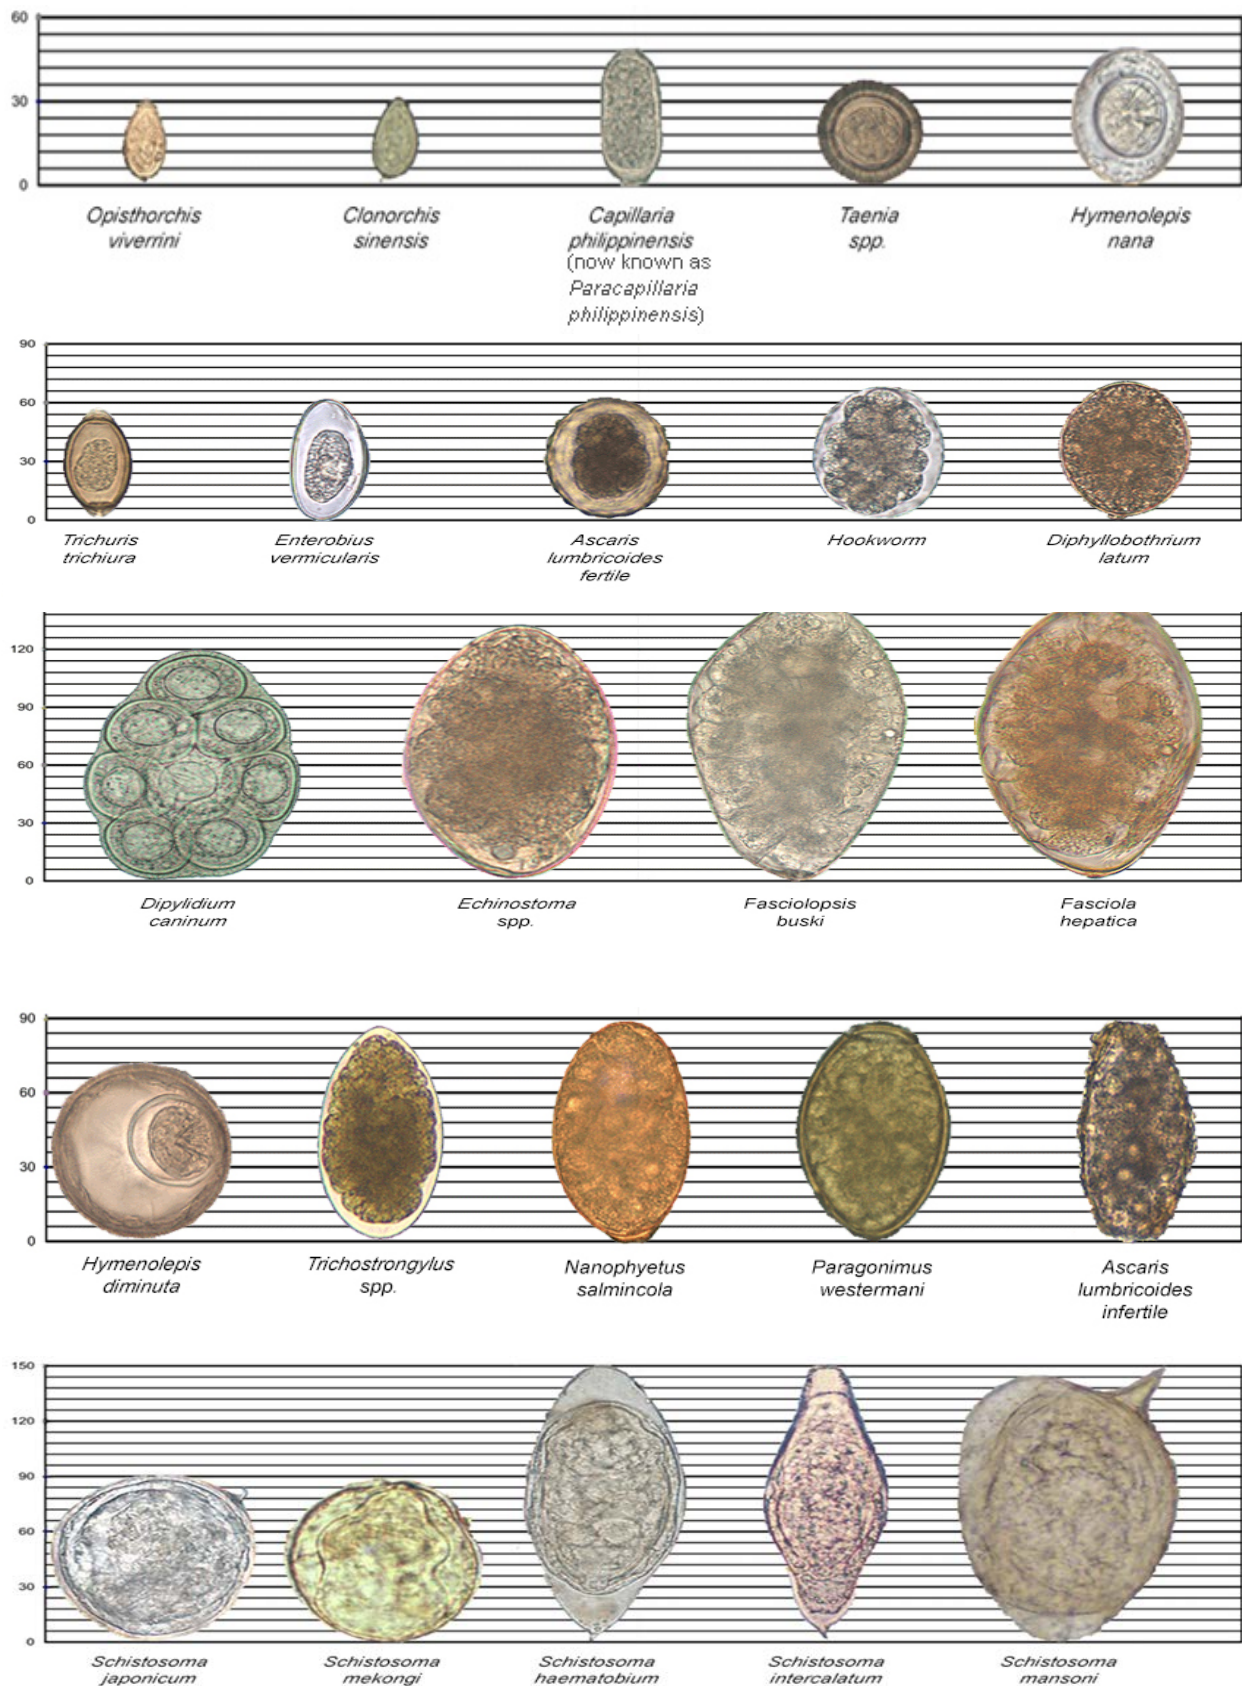 60
30
0
Opisthorchis viverrini
Clonorchis sinensis
Capillaria philippinensis
(now known as
Paracapillaria
philippinensis)
Taenia spp.
Hymenolepis nana
90
60
30
0
Trichuris trichiura
Enterobius vermicularis
Ascaris lumbricoides fertile
Hookworm
Diphyllobothrium latum
120
90
60
30
0
Dipylidium caninum
Echinostoma spp.
Fasciolopsis buski
Fasciola hepatica
90
60
30
0
Hymenolepis diminuta
Trichostrongylus spp.
Nanophyetus salmincola
Paragonimus westermani
Ascaris lumbricoides infertile
150
120
90
60
30
0
Schistosoma japonicum
Schistosoma mekongi
Schistosoma haematobium
Schistosoma intercalatum
Schistosoma mansoni